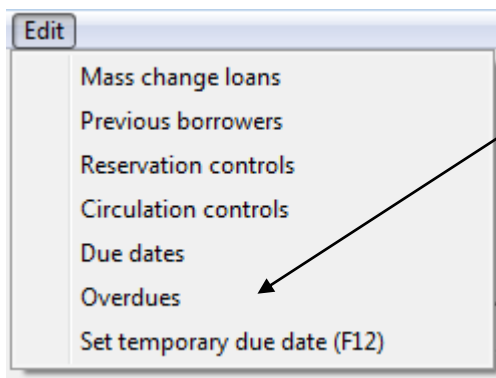 Edit
Mass change loans
Previous borrowers
Reservation controls
Circulation controls
Due dates
Overdues
Set temporary due date (F12)